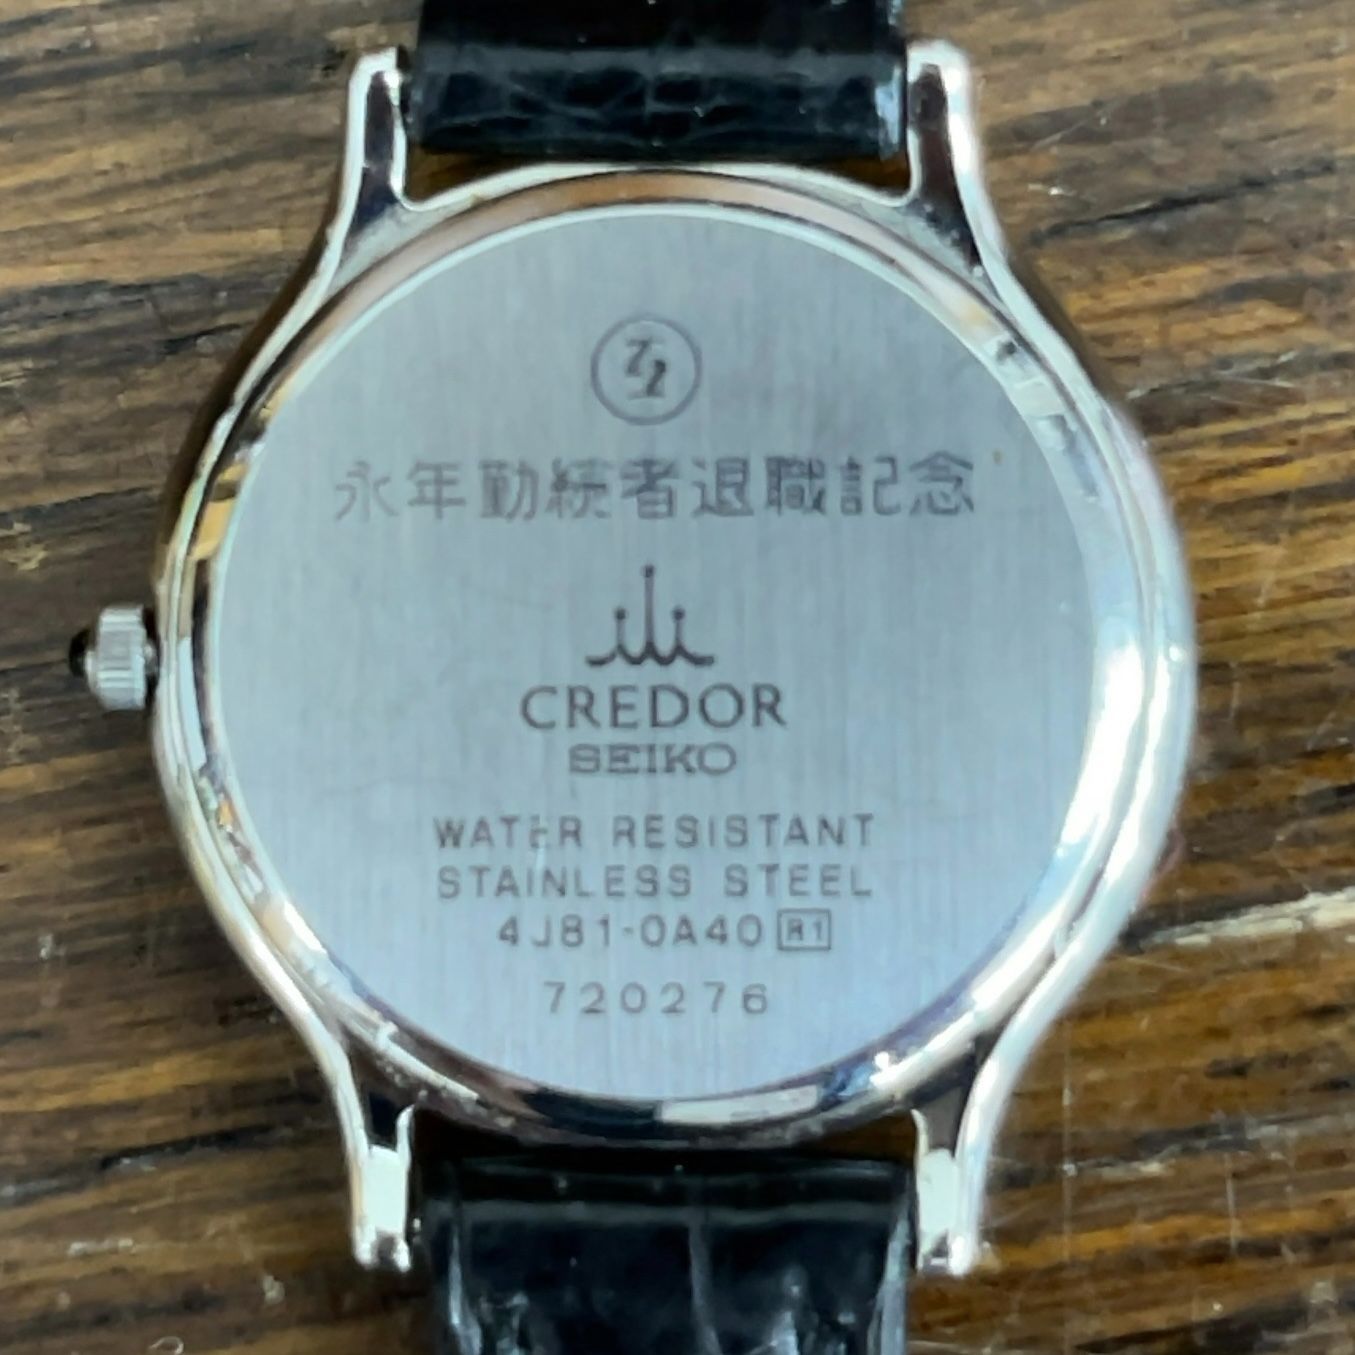 永年勤続者退職記念
CREDOR
SEIKO
WATER RESISTANT
STAINLESS STEEL
4J81-0A40 R1
720276